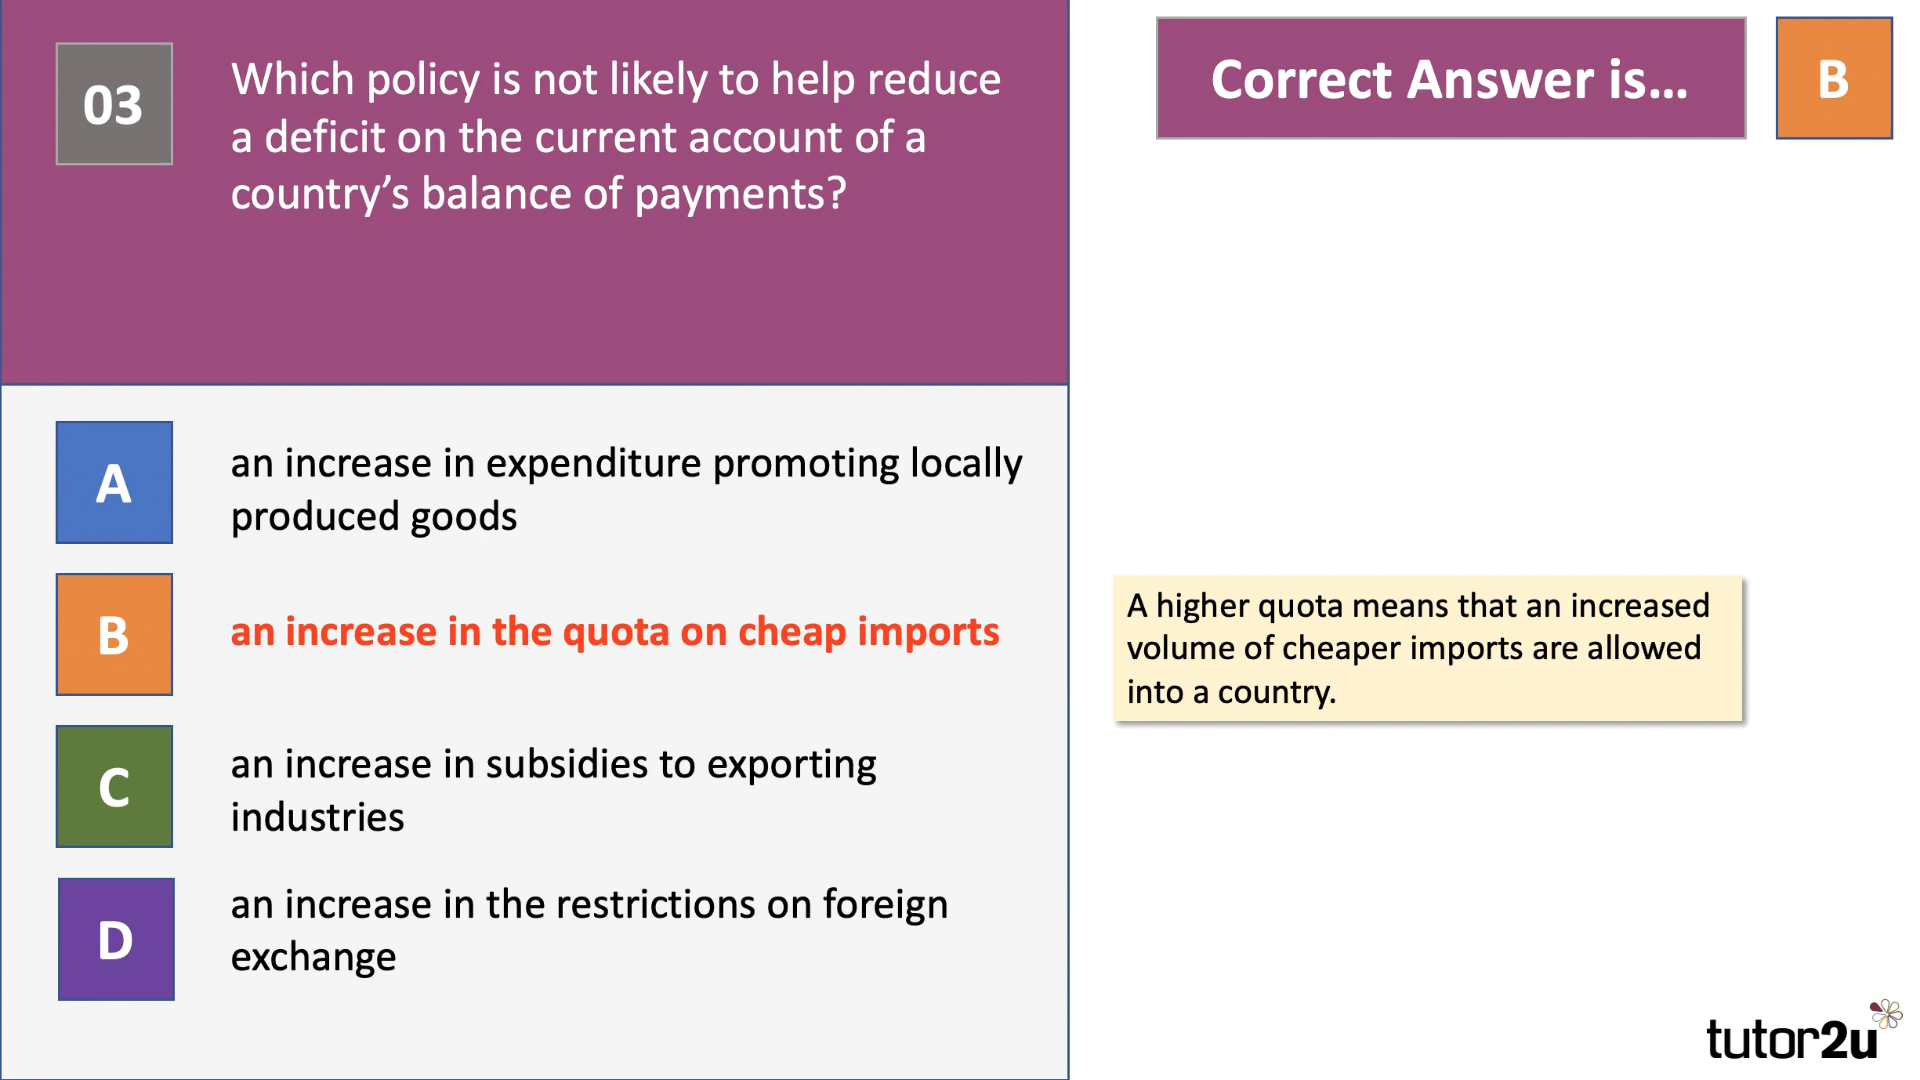 03
Which policy is not likely to help reduce
a deficit on the current account of a
country’s balance of payments?
A
an increase in expenditure promoting locally
produced goods
B
an increase in the quota on cheap imports
C
an increase in subsidies to exporting
industries
D
an increase in the restrictions on foreign
exchange
Correct Answer is...
B
A higher quota means that an increased
volume of cheaper imports are allowed
into a country.
tutor2u